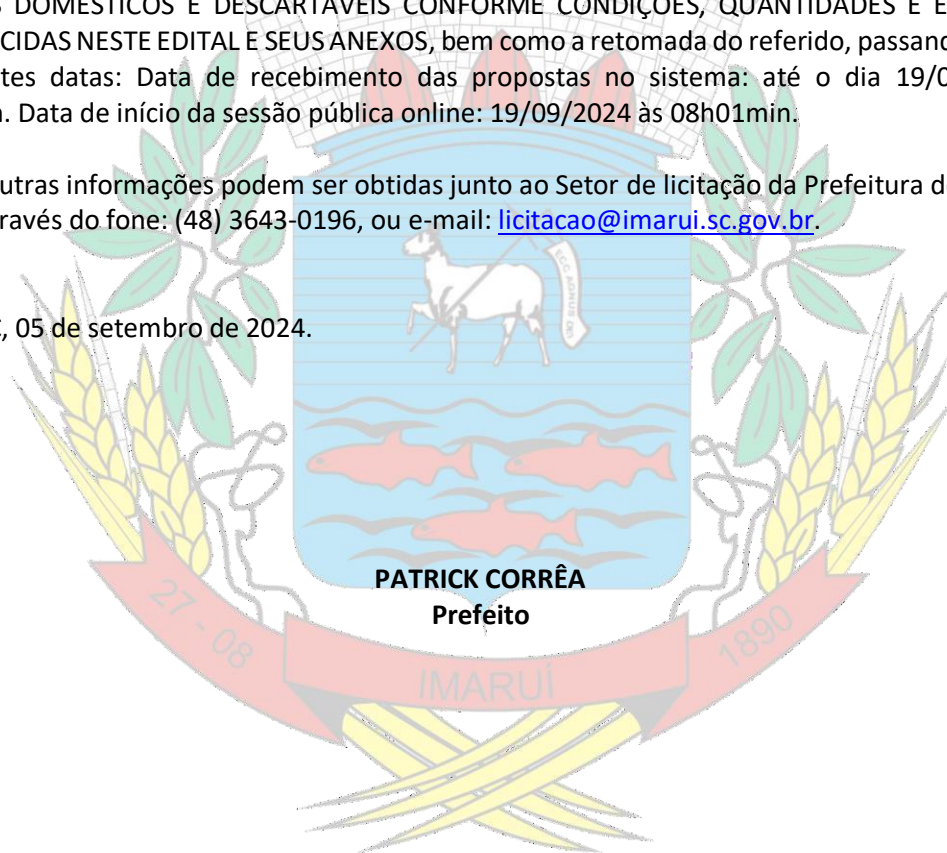 DOMÉSTICOS E DESCARTÁVEIS CONFORME CONDIÇÕES, QUANTIDADES E E
CIDAS NESTE EDITAL E SEUS ANEXOS, bem como a retomada do referido, passand
tes datas: Data de recebimento das propostas no sistema: até o dia 19/0
. Data de início da sessão pública online: 19/09/2024 às 08h01min.
utras informações podem ser obtidas junto ao Setor de licitação da Prefeitura d
ravés do fone: (48) 3643-0196, ou e-mail: licitacao@imarui.sc.gov.br.
ECC AGNUS DEI
, 05 de setembro de 2024.
PATRICK CORRÊA
Prefeito
27 - 08
IMARUÍ
1890